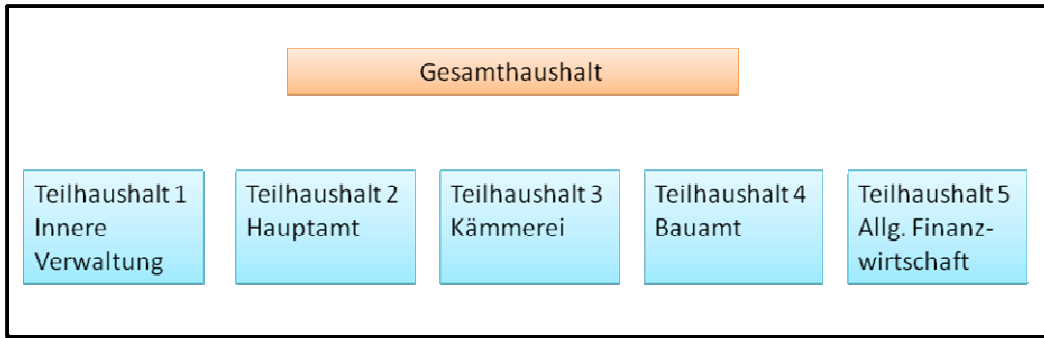 Gesamthaushalt
Teilhaushalt 1
Innere
Verwaltung
Teilhaushalt 2
Hauptamt
Teilhaushalt 3
Kämmerei
Teilhaushalt 4
Bauamt
Teilhaushalt 5
Allg. Finanz-
wirtschaft